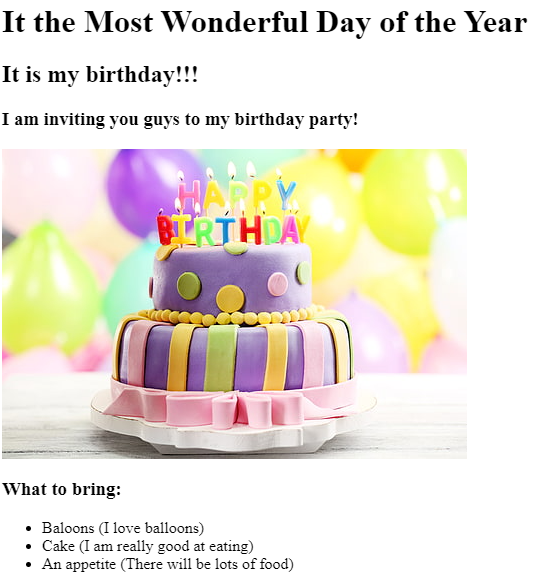 It the Most Wonderful Day of the Year
It is my birthday!!!
I am inviting you guys to my birthday party!
HAPPY
BIRTHDAY
What to bring:
Baloons (I love balloons)
Cake (I am really good at eating)
An appetite (There will be lots of food)